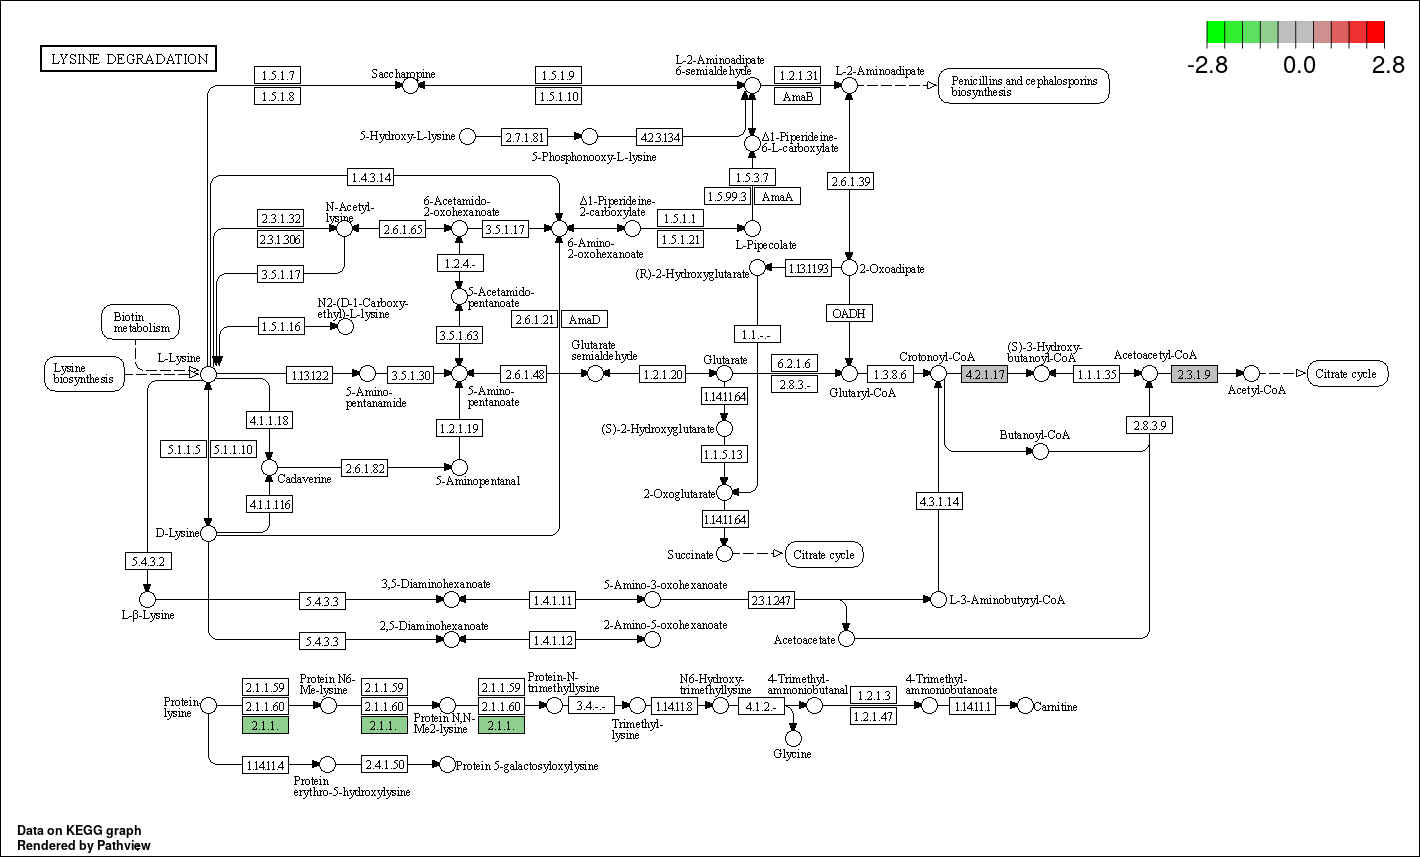 LYSINE DEGRADATION
-2.8 0.0 2.8
1.5.1.7
1.5.1.8
Saccharopine
1.5.1.9
1.5.1.10
L-2-Aminoadipate
6-semialdehyde
1.2.1.31
AmaB
L-2-Aminoadipate
Penicillins and cephalosporins
biosynthesis
5-Hydroxy-L-lysine
2.7.1.81
5-Phosphonooxy-L-lysine
4.2.3.134
Δ1-Piperideine-
6-L-carboxylate
1.4.3.14
1.5.3.7
1.5.99.3
AmaA
2.6.1.39
2.3.1.32
2.3.1.306
N-Acetyl-
lysine
2.6.1.65
6-Acetamido-
2-oxohexanoate
3.5.1.17
6-Amino-
2-oxohexanoate
Δ1-Piperideine-
2-carboxylate
1.5.1.1
1.5.1.21
L-Pipecolate
3.5.1.17
1.2.4.-
(R)-2-Hydroxyglutarate
1.13.11.93
2-Oxoadipate
5-Acetamido-
pentanoate
N2-(D-1-Carboxy-
ethyl)-L-lysine
1.5.1.16
2.6.1.21
AmaD
OADH
Biotin
metabolism
3.5.1.63
1.1.-.-
Lysine
biosynthesis
L-Lysine
1.13.12.2
5-Amino-
pentanamide
3.5.1.30
5-Amino-
pentanoate
2.6.1.48
Glutarate
semialdehyde
1.2.1.20
Glutarate
6.2.1.6
2.8.3.-
Glutaryl-CoA
1.3.8.6
Crotonoyl-CoA
4.2.1.17
(S)-3-Hydroxy-
butanoyl-CoA
1.1.1.35
Acetoacetyl-CoA
2.3.1.9
Acetyl-CoA
Citrate cycle
4.1.1.18
1.14.11.64
5.1.1.5
5.1.1.10
1.2.1.19
(S)-2-Hydroxyglutarate
2.8.3.9
Butanoyl-CoA
Cadaverine
2.6.1.82
5-Aminopentanal
1.1.5.13
4.1.1.116
2-Oxoglutarate
4.3.1.14
1.14.11.64
D-Lysine
Succinate
Citrate cycle
5.4.3.2
L-β-Lysine
5.4.3.3
3,5-Diaminohexanoate
1.4.1.11
5-Amino-3-oxohexanoate
2.3.1.247
L-3-Aminobutyryl-CoA
5.4.3.3
2,5-Diaminohexanoate
1.4.1.12
2-Amino-5-oxohexanoate
Acetoacetate
Protein
lysine
2.1.1.59
2.1.1.60
2.1.1.
Protein N6-
Me-lysine
2.1.1.59
2.1.1.60
2.1.1.
Protein N,N-
Me2-lysine
2.1.1.59
2.1.1.60
2.1.1.
Protein-N-
trimethyllysine
3.4.-.-
Trimethyl-
lysine
1.14.11.8
N6-Hydroxy-
trimethyllysine
4.1.2.-
Glycine
4-Trimethyl-
ammoniobutanal
1.2.1.3
1.2.1.47
4-Trimethyl-
ammoniobutanoate
1.14.11.1
Carnitine
1.14.11.4
Protein
erythro-5-hydroxylysine
2.4.1.50
Protein 5-galactosyloxylysine
Data on KEGG graph
Rendered by Pathview